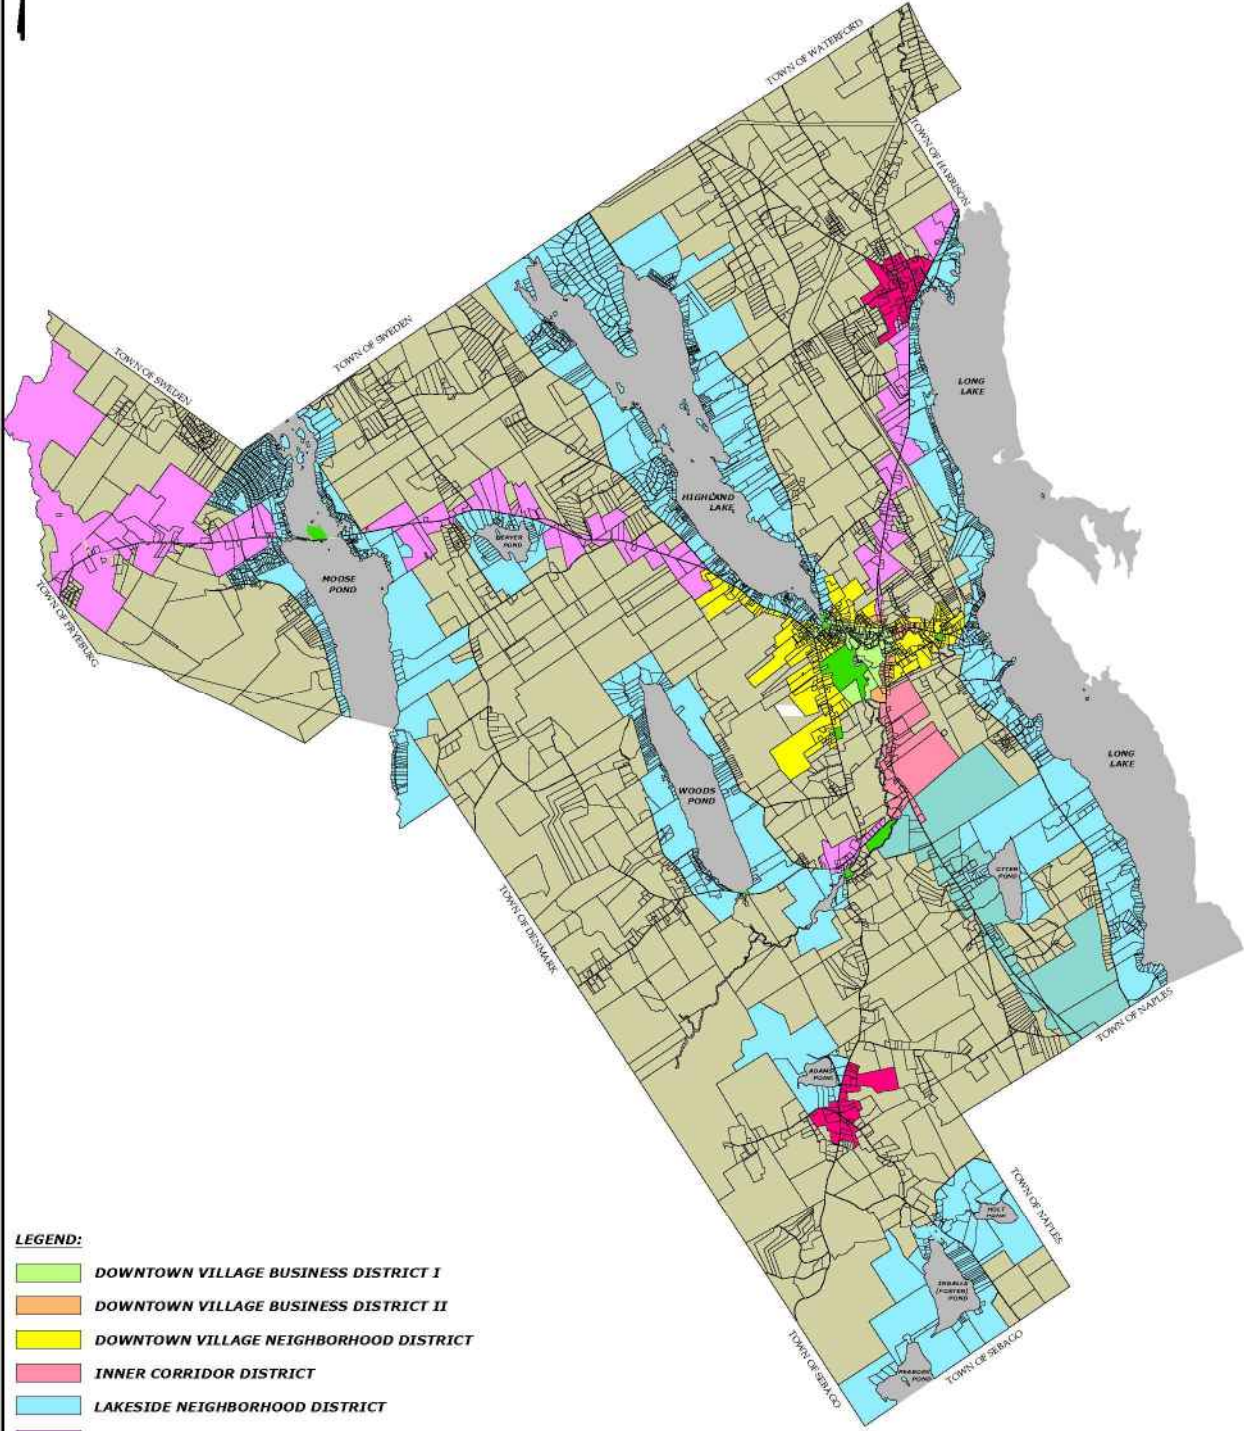 TOWN OF WATERFORD
TOWN OF HARRISON
TOWN OF SWEDEN
TOWN OF SWEDEN
LONG
LAKE
HIGHLAND
LAKE
BEAVER
POND
MOOSE
POND
TOWN OF FRYEBURG
LONG
LAKE
WOODS
POND
OTTER
POND
TOWN OF DENMARK
TOWN OF NAPLES
ADAMS
POND
TOWN OF NAPLES
HOLT
POND
INGALLS
(FOSTER)
POND
TOWN OF SEBAGO
TOWN OF SEBAGO
PEABODY
POND
LEGEND:
DOWNTOWN VILLAGE BUSINESS DISTRICT I
DOWNTOWN VILLAGE BUSINESS DISTRICT II
DOWNTOWN VILLAGE NEIGHBORHOOD DISTRICT
INNER CORRIDOR DISTRICT
LAKESIDE NEIGHBORHOOD DISTRICT